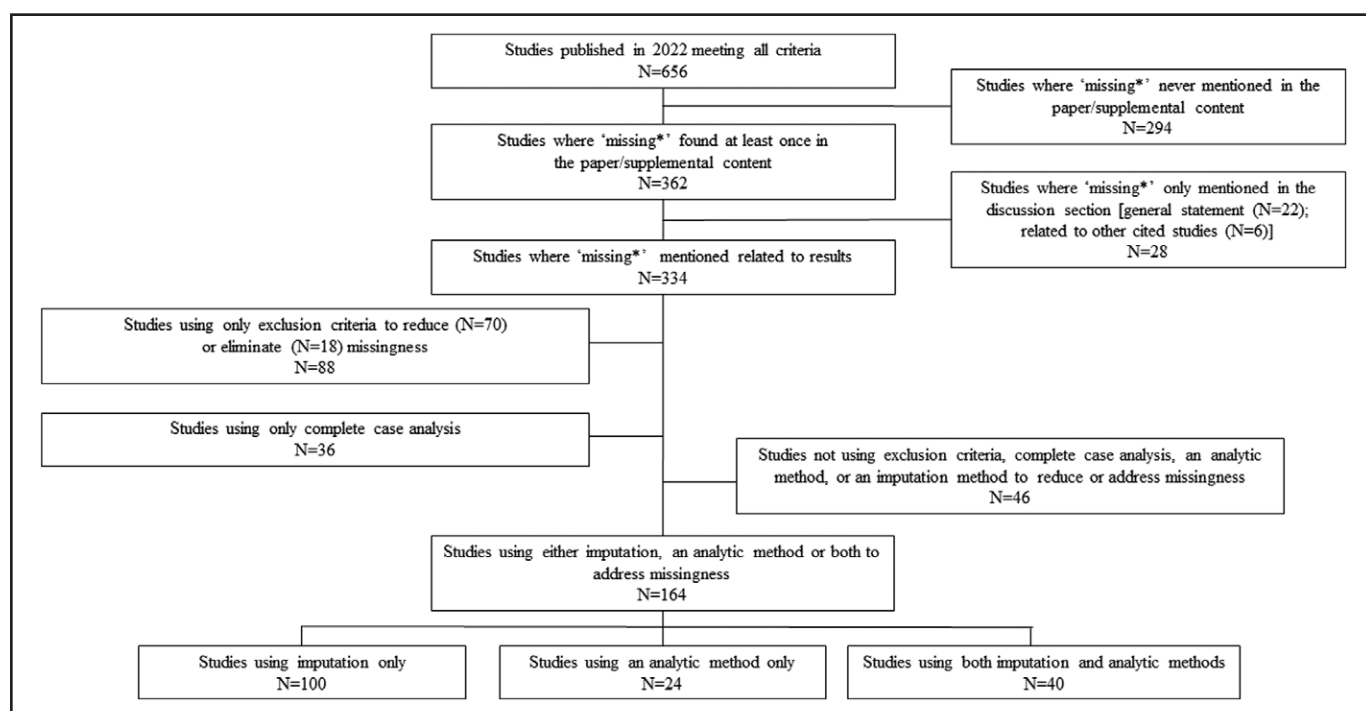 Studies published in 2022 meeting all criteria
N=656
Studies where ‘missing*’ never mentioned in the
paper/supplemental content
N=294
Studies where ‘missing*’ found at least once in
the paper/supplemental content
N=362
Studies where ‘missing*’ only mentioned in the
discussion section [general statement (N=22);
related to other cited studies (N=6)]
N=28
Studies where ‘missing*’ mentioned related to results
N=334
Studies using only exclusion criteria to reduce (N=70)
or eliminate (N=18) missingness
N=88
Studies using only complete case analysis
N=36
Studies not using exclusion criteria, complete case analysis, an analytic
method, or an imputation method to reduce or address missingness
N=46
Studies using either imputation, an analytic method or both to
address missingness
N=164
Studies using imputation only
N=100
Studies using an analytic method only
N=24
Studies using both imputation and analytic methods
N=40